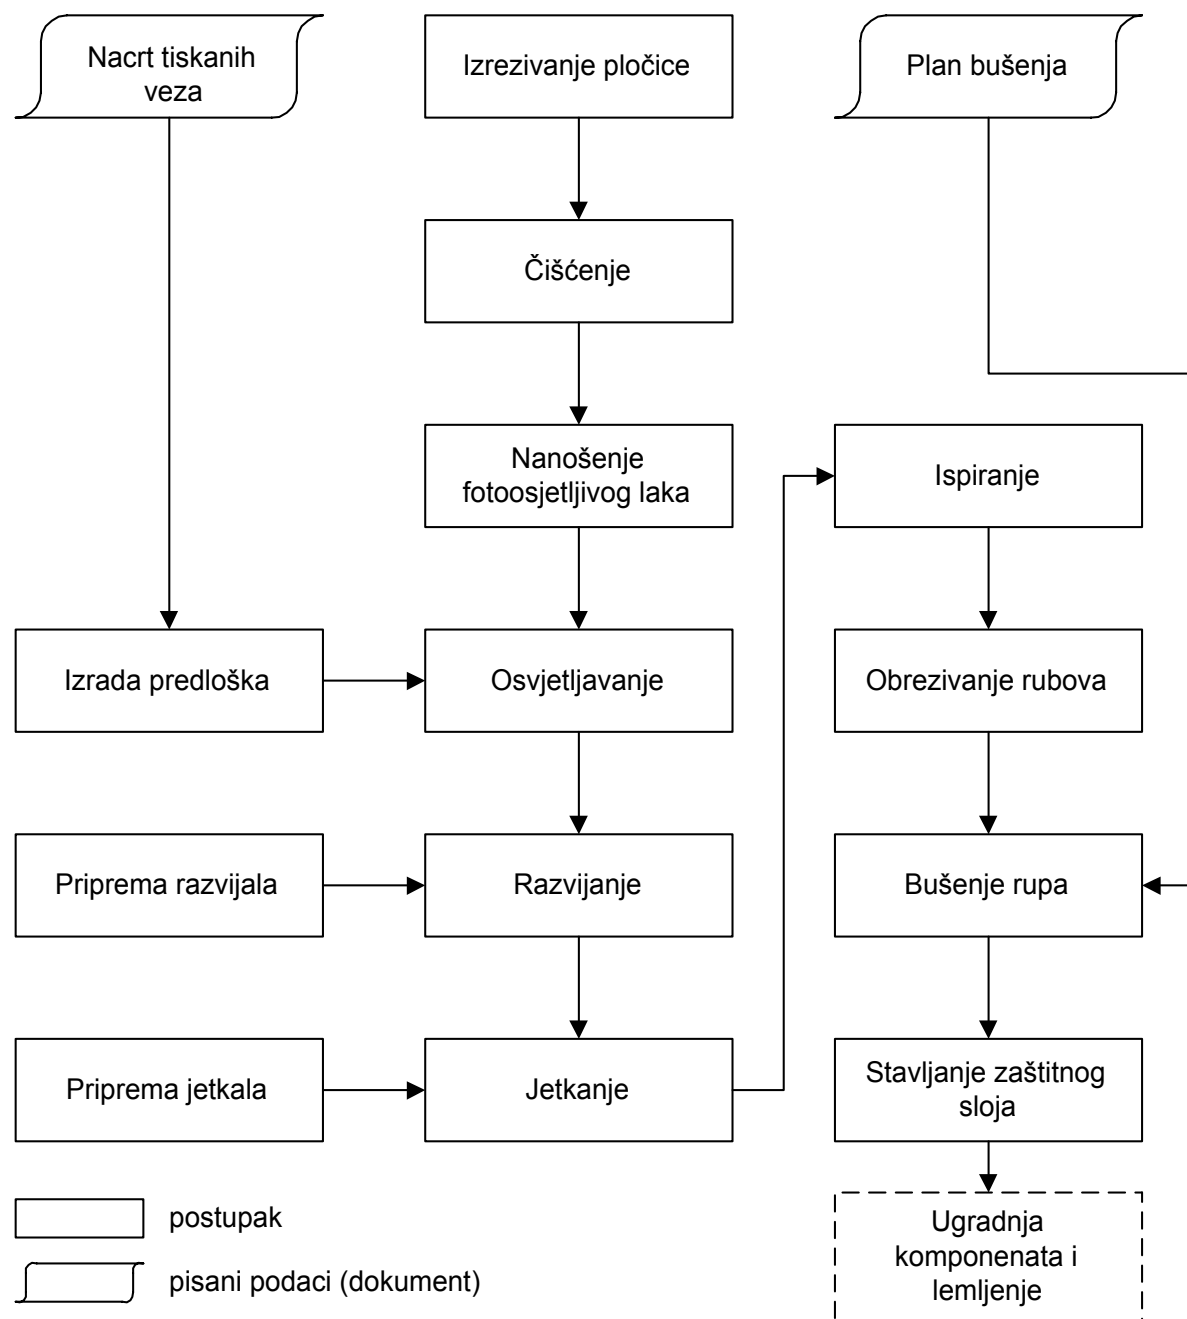 Nacrt tiskanih
veza
Izrezivanje pločice
Plan bušenja
Čišćenje
Nanošenje
fotoosjetljivog laka
Ispiranje
Izrada predloška
Osvjetljavanje
Obrezivanje rubova
Priprema razvijala
Razvijanje
Bušenje rupa
Priprema jetkala
Jetkanje
Stavljanje zaštitnog
sloja
postupak
pisani podaci (dokument)
Ugradnja
komponenata i
lemljenje